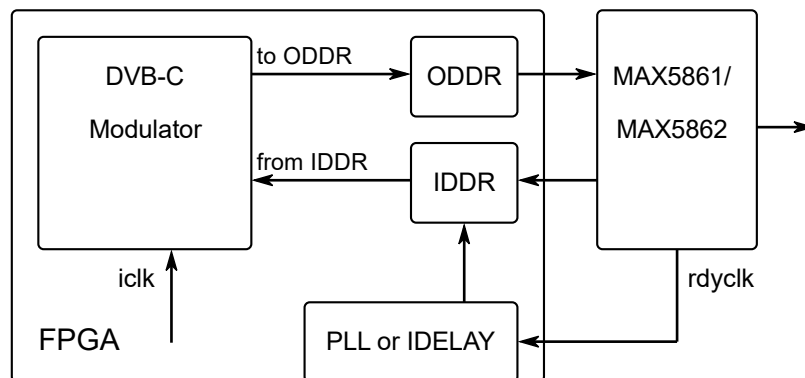 DVB-C
Modulator
to ODDR
ODDR
MAX5861/
MAX5862
from IDDR
IDDR
iclk
rdyclk
FPGA
PLL or IDELAY